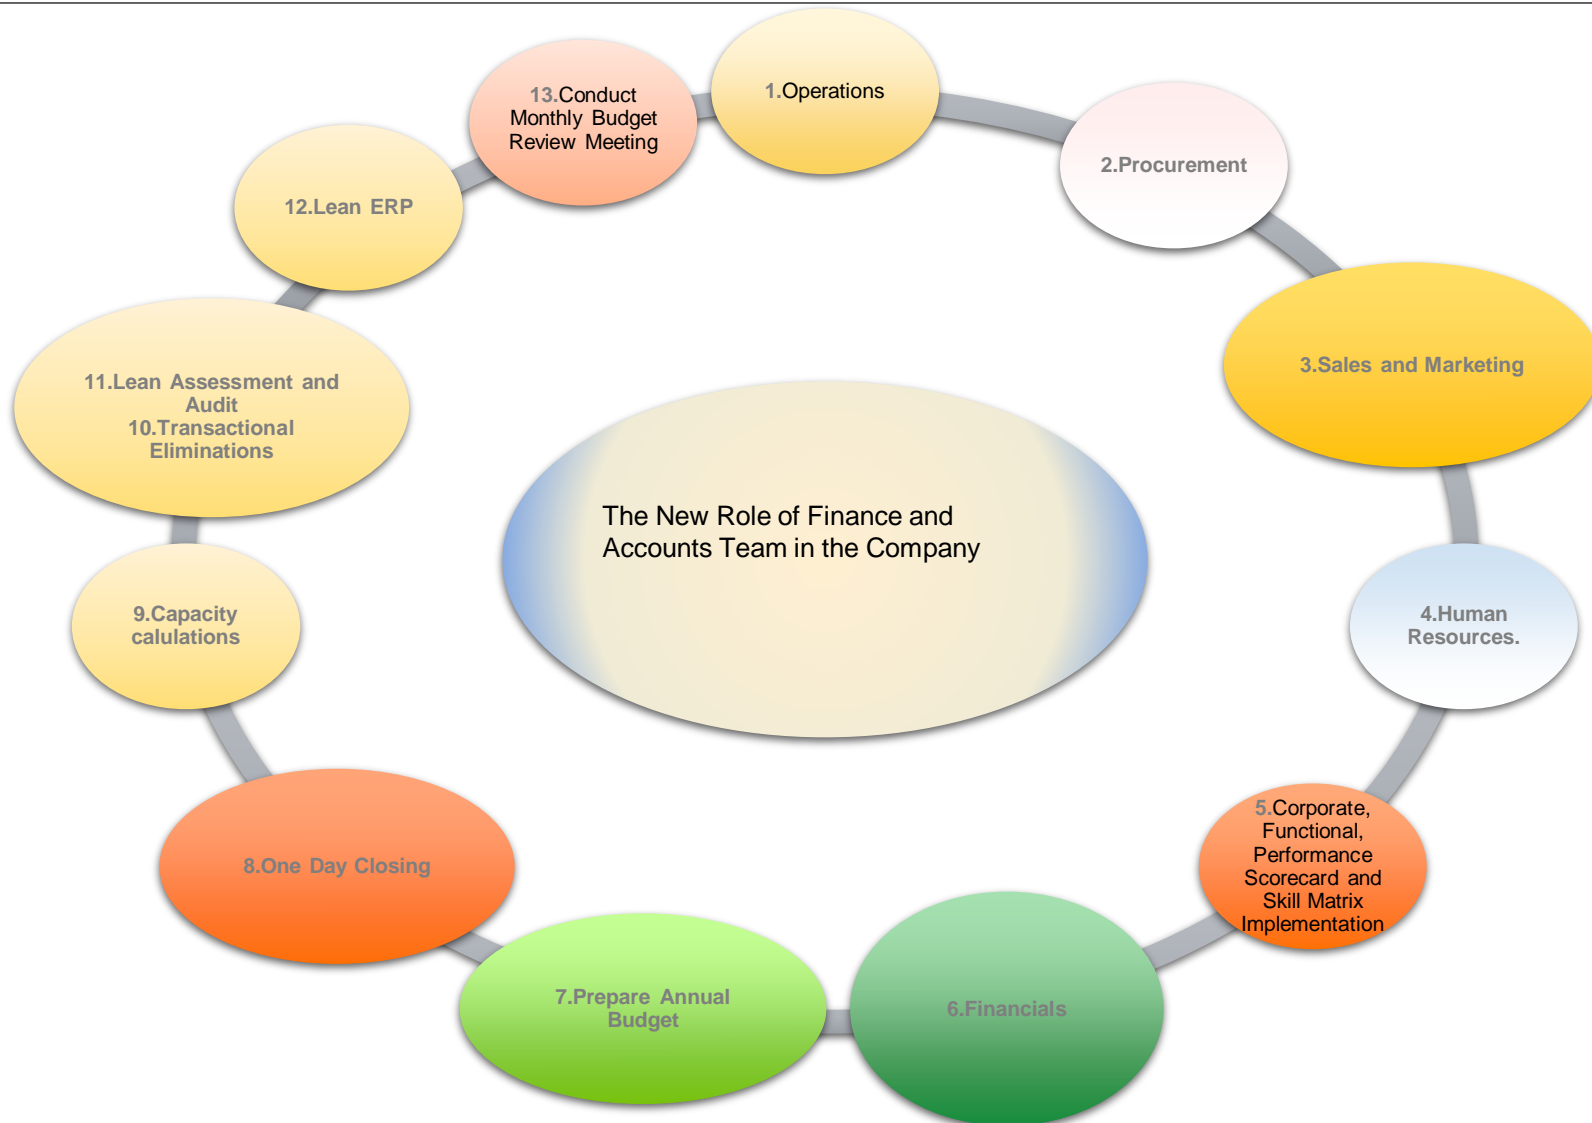 13.Conduct
Monthly Budget
Review Meeting
1.Operations
2.Procurement
12.Lean ERP
3.Sales and Marketing
11.Lean Assessment and
Audit
10.Transactional
Eliminations
The New Role of Finance and
Accounts Team in the Company
9.Capacity
calulations
4.Human
Resources.
5.Corporate,
Functional,
Performance
Scorecard and
Skill Matrix
Implementation
8.One Day Closing
7.Prepare Annual
Budget
6.Financials